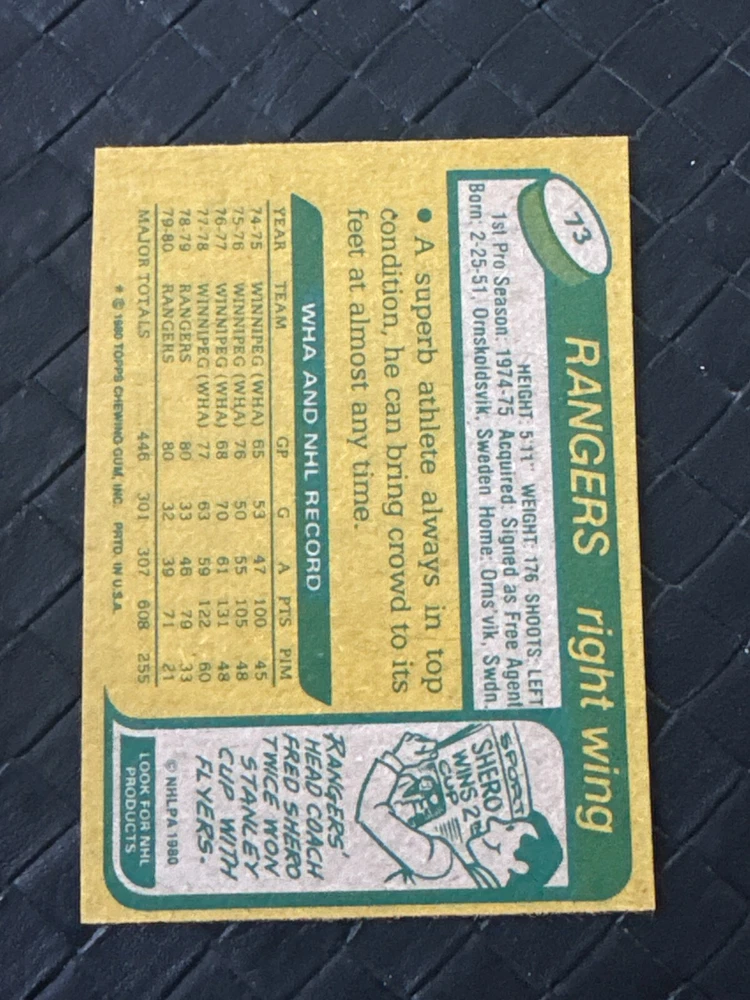 73
RANGERS right wing
HEIGHT: 5'11" WEIGHT: 176 SHOOTS: LEFT
1st Pro Season: 1974-75 Acquired: Signed as Free Agent
Born: 2-25-51, Ornskoldsvik, Sweden Home: Orns'vik, Swdn.
• A superb athlete always in top
condition, he can bring crowd to its
feet at almost any time.
WHA AND NHL RECORD
YEAR TEAM GP G A PTS PIM
74-75 WINNIPEG (WHA) 65 53 47 100 45
75-76 WINNIPEG (WHA) 76 50 55 105 48
76-77 WINNIPEG (WHA) 68 70 61 131 48
77-78 WINNIPEG (WHA) 77 63 59 122 60
78-79 RANGERS 80 33 46 79 33
79-80 RANGERS 80 32 39 71 21
MAJOR TOTALS 446 301 307 608 255
* © 1980 TOPPS CHEWING GUM, INC. PRTD. IN U.S.A.
SPORT
SHERO
WINS 2ND
CUP
RANGERS'
HEAD COACH
FRED SHERO
TWICE WON
STANLEY
CUP WITH
FLYERS.
© NHLPA 1980
LOOK FOR NHL
PRODUCTS